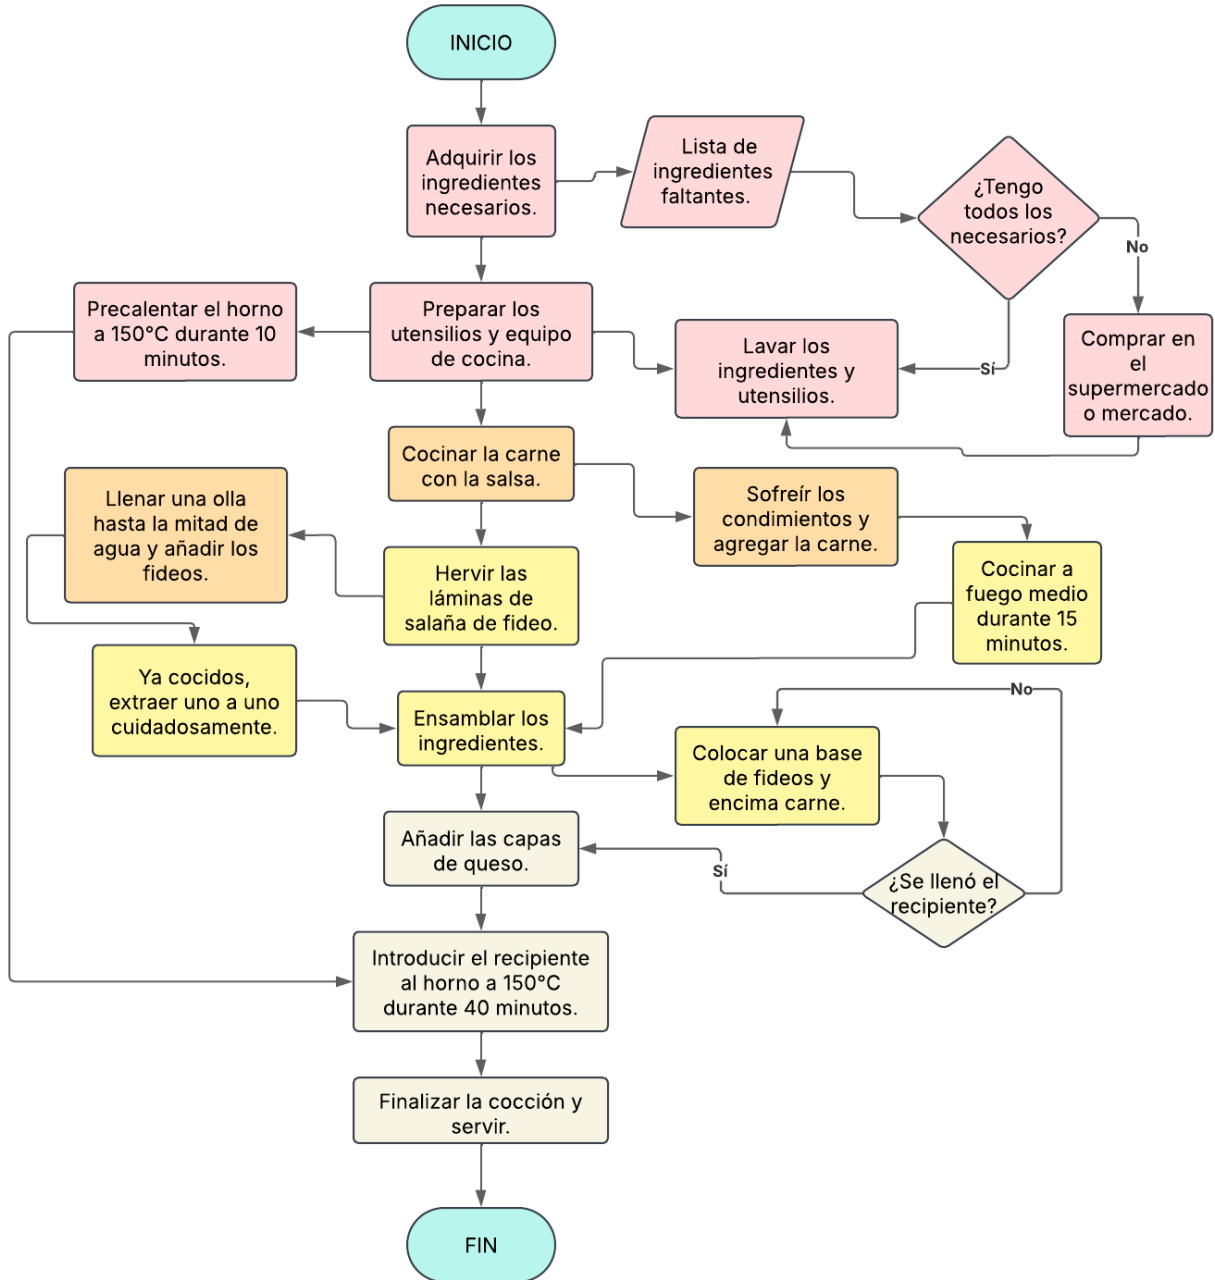 INICIO
Adquirir los
ingredientes
necesarios.
Lista de
ingredientes
faltantes.
¿Tengo
todos los
necesarios?
No
Precalentar el horno
a 150°C durante 10
minutos.
Preparar los
utensilios y equipo
de cocina.
Lavar los
ingredientes y
utensilios.
Sí
Comprar en
el
supermercado
o mercado.
Cocinar la carne
con la salsa.
Llenar una olla
hasta la mitad de
agua y añadir los
fideos.
Sofreír los
condimientos y
agregar la carne.
Hervir las
láminas de
salaña de fideo.
Cocinar a
fuego medio
durante 15
minutos.
Ya cocidos,
extraer uno a uno
cuidadosamente.
Ensamblar los
ingredientes.
No
Colocar una base
de fideos y
encima carne.
Añadir las capas
de queso.
Sí
¿Se llenó el
recipiente?
Introducir el recipiente
al horno a 150°C
durante 40 minutos.
Finalizar la cocción y
servir.
FIN